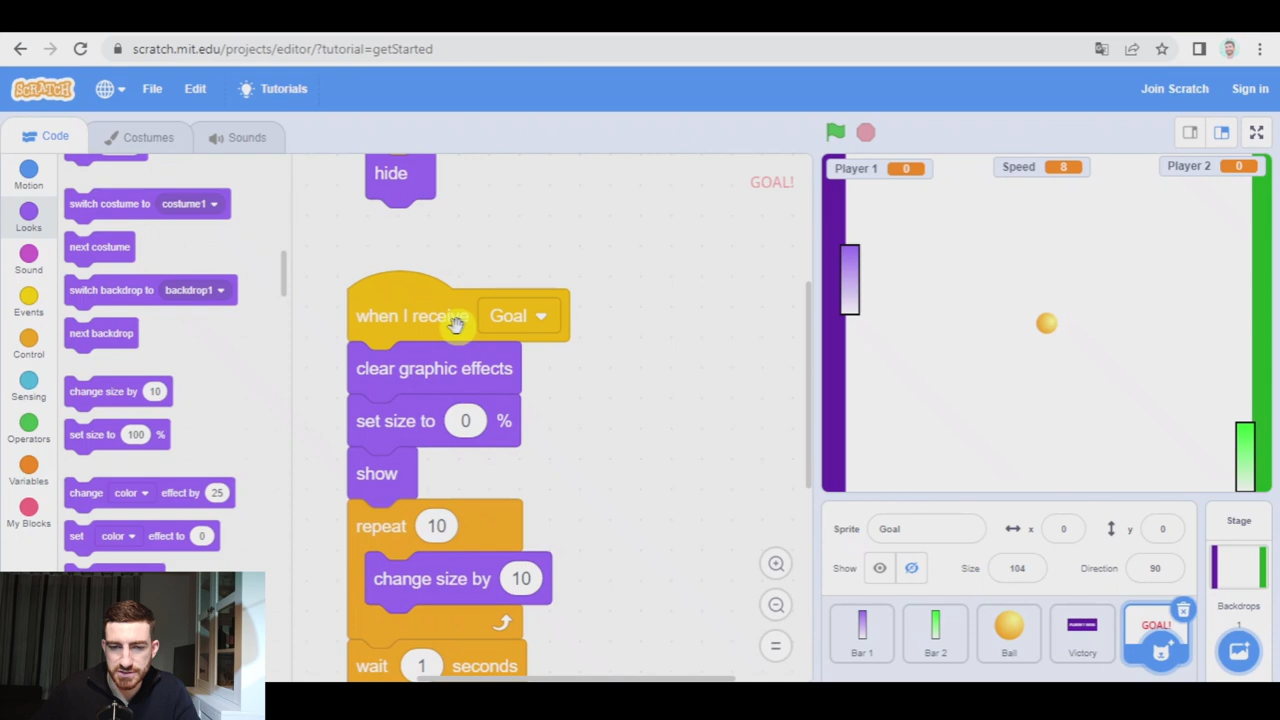 scratch.mit.edu/projects/editor/?tutorial=getStarted
SCRATCH
File
Edit
Tutorials
Join Scratch
Sign in
Code
Costumes
Sounds
Motion
Looks
Sound
Events
Control
Sensing
Operators
Variables
My Blocks
switch costume to costume1
next costume
switch backdrop to backdrop1
next backdrop
change size by 10
set size to 100 %
change color effect by 25
set color effect to 0
hide
GOAL!
when I receive Goal
clear graphic effects
set size to 0 %
show
repeat 10
change size by 10
wait 1 seconds
Player 1 0
Speed 8
Player 2 0
Sprite Goal x 0 y 0
Show Size 104 Direction 90
Bar 1
Bar 2
Ball
Victory
GOAL!
Stage
Backdrops
1